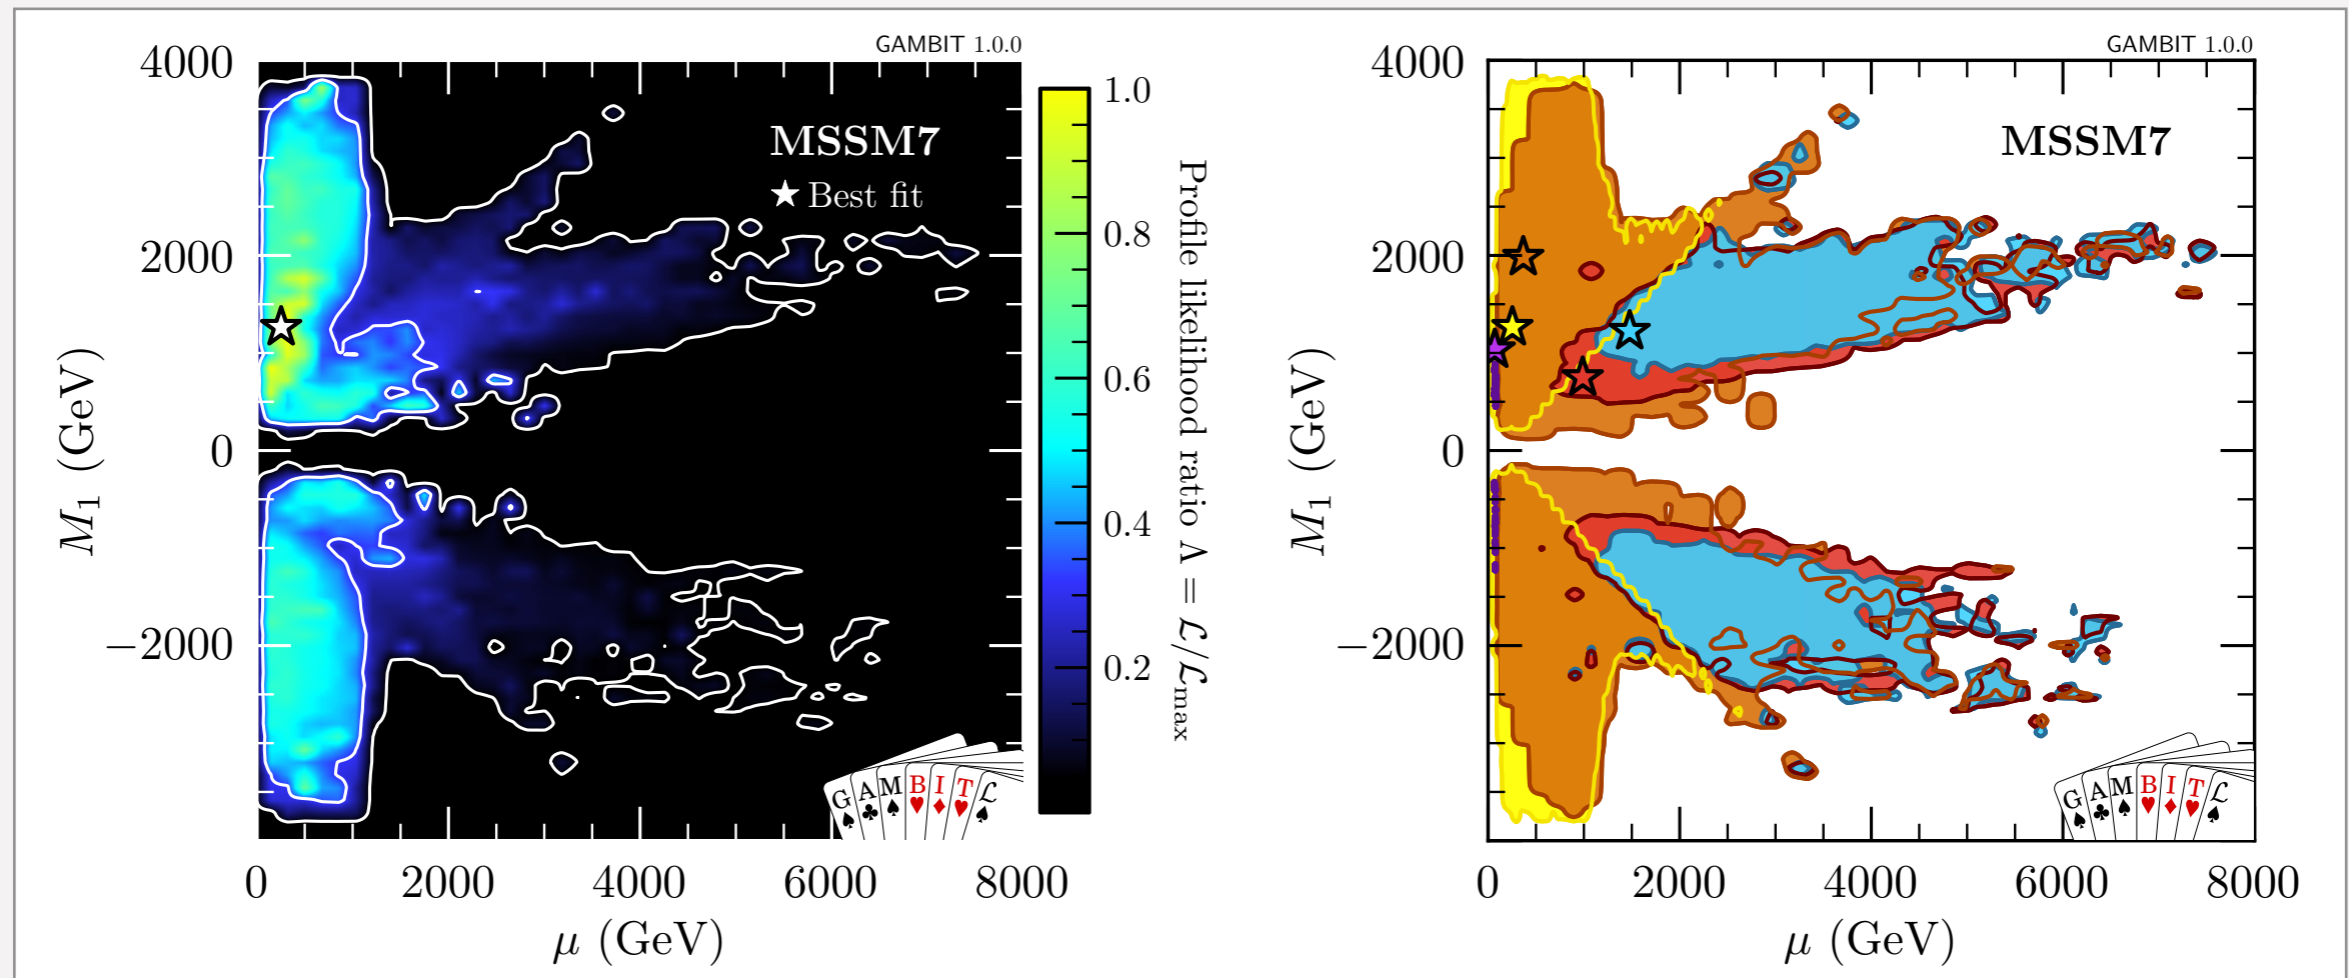 GAMBIT 1.0.0
MSSM7
★ Best fit
4000
2000
0
−2000
M₁ (GeV)
0 2000 4000 6000 8000
μ (GeV)
1.0
0.8
0.6
0.4
0.2
Profile likelihood ratio Λ = ℒ/ℒmax
G A M B I T ℒ
GAMBIT 1.0.0
MSSM7
4000
2000
0
−2000
M₁ (GeV)
0 2000 4000 6000 8000
μ (GeV)
G A M B I T ℒ